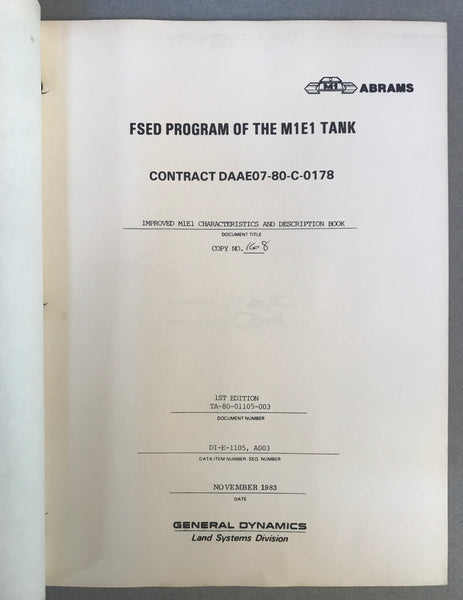 M1 ABRAMS
FSED PROGRAM OF THE M1E1 TANK
CONTRACT DAAE07-80-C-0178
IMPROVED M1E1 CHARACTERISTICS AND DESCRIPTION BOOK
DOCUMENT TITLE
COPY NO. 168
1ST EDITION
TA-80-01105-003
DOCUMENT NUMBER
DI-E-1105, A003
DATA ITEM NUMBER, SEQ. NUMBER
NOVEMBER 1983
DATE
GENERAL DYNAMICS
Land Systems Division